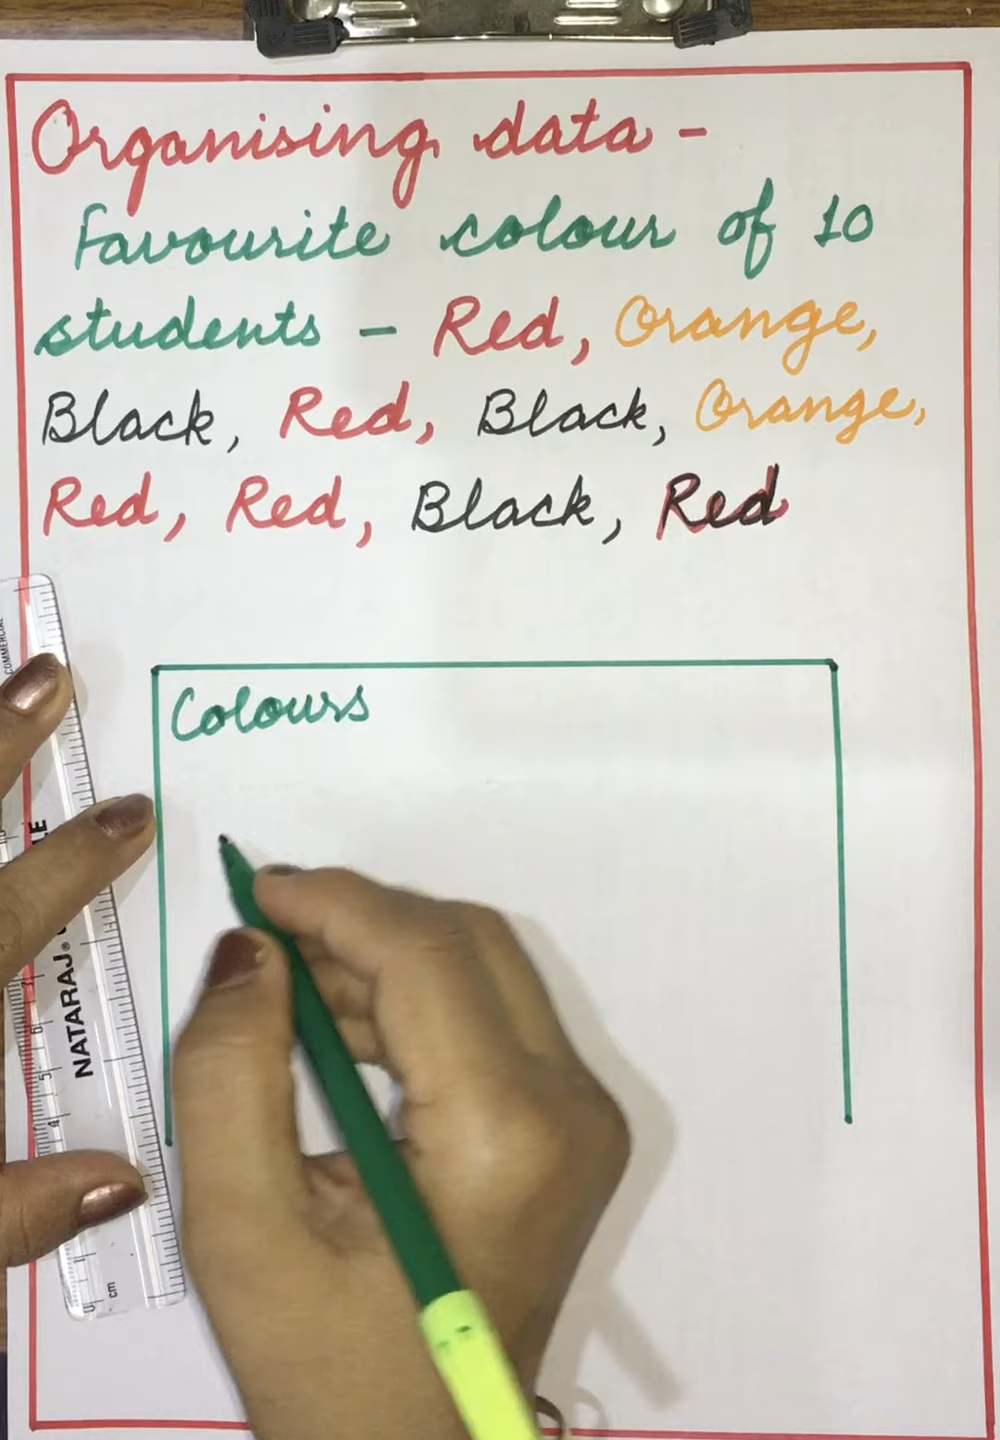 Organising data -
Favourite colour of 10
students - Red, Orange,
Black, Red, Black, Orange,
Red, Red, Black, Red
Colours
NATARAJ
cm